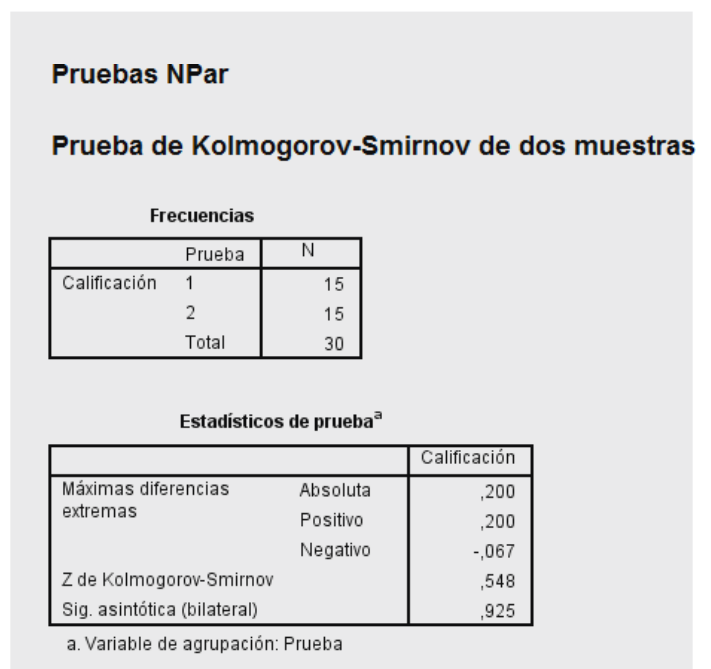 Pruebas NPar
Prueba de Kolmogorov-Smirnov de dos muestras
Frecuencias
Prueba N
Calificación 1 15
2 15
Total 30
Estadísticos de prueba^a
Calificación
Máximas diferencias extremas Absoluta ,200
Positivo ,200
Negativo -,067
Z de Kolmogorov-Smirnov ,548
Sig. asintótica (bilateral) ,925
a. Variable de agrupación: Prueba